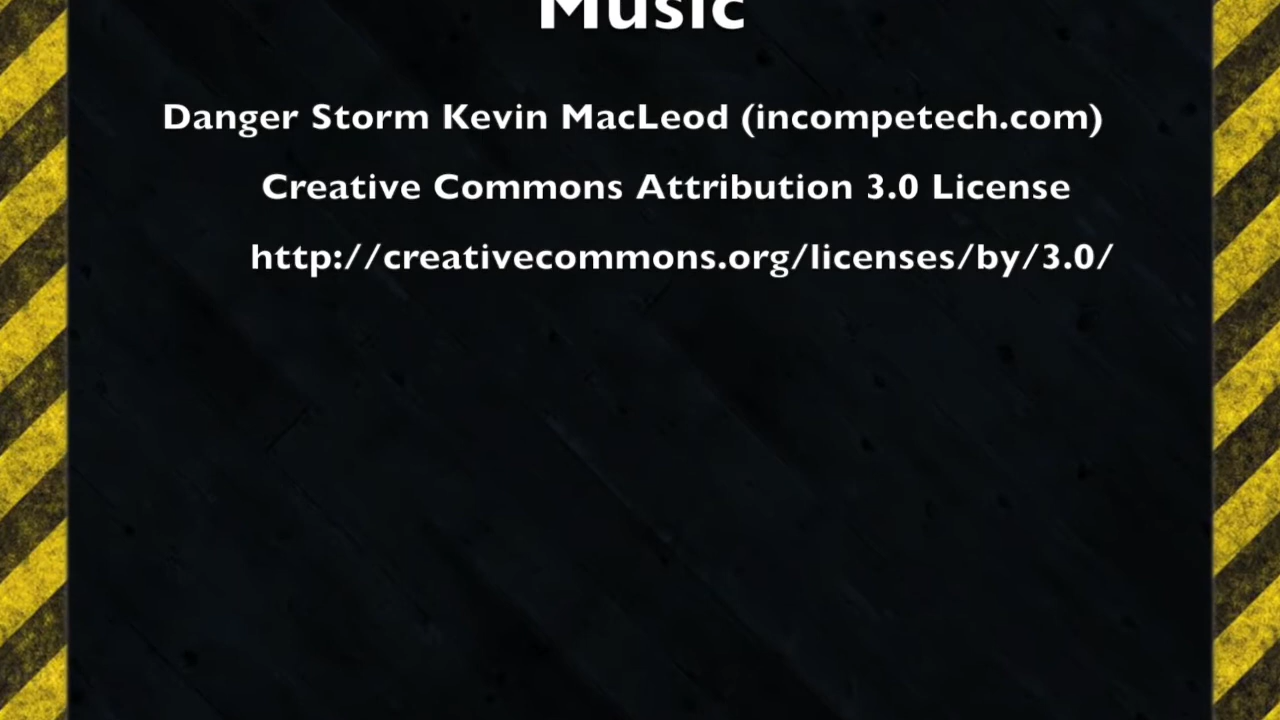 Music
Danger Storm Kevin MacLeod (incompetech.com)
Creative Commons Attribution 3.0 License
http://creativecommons.org/licenses/by/3.0/